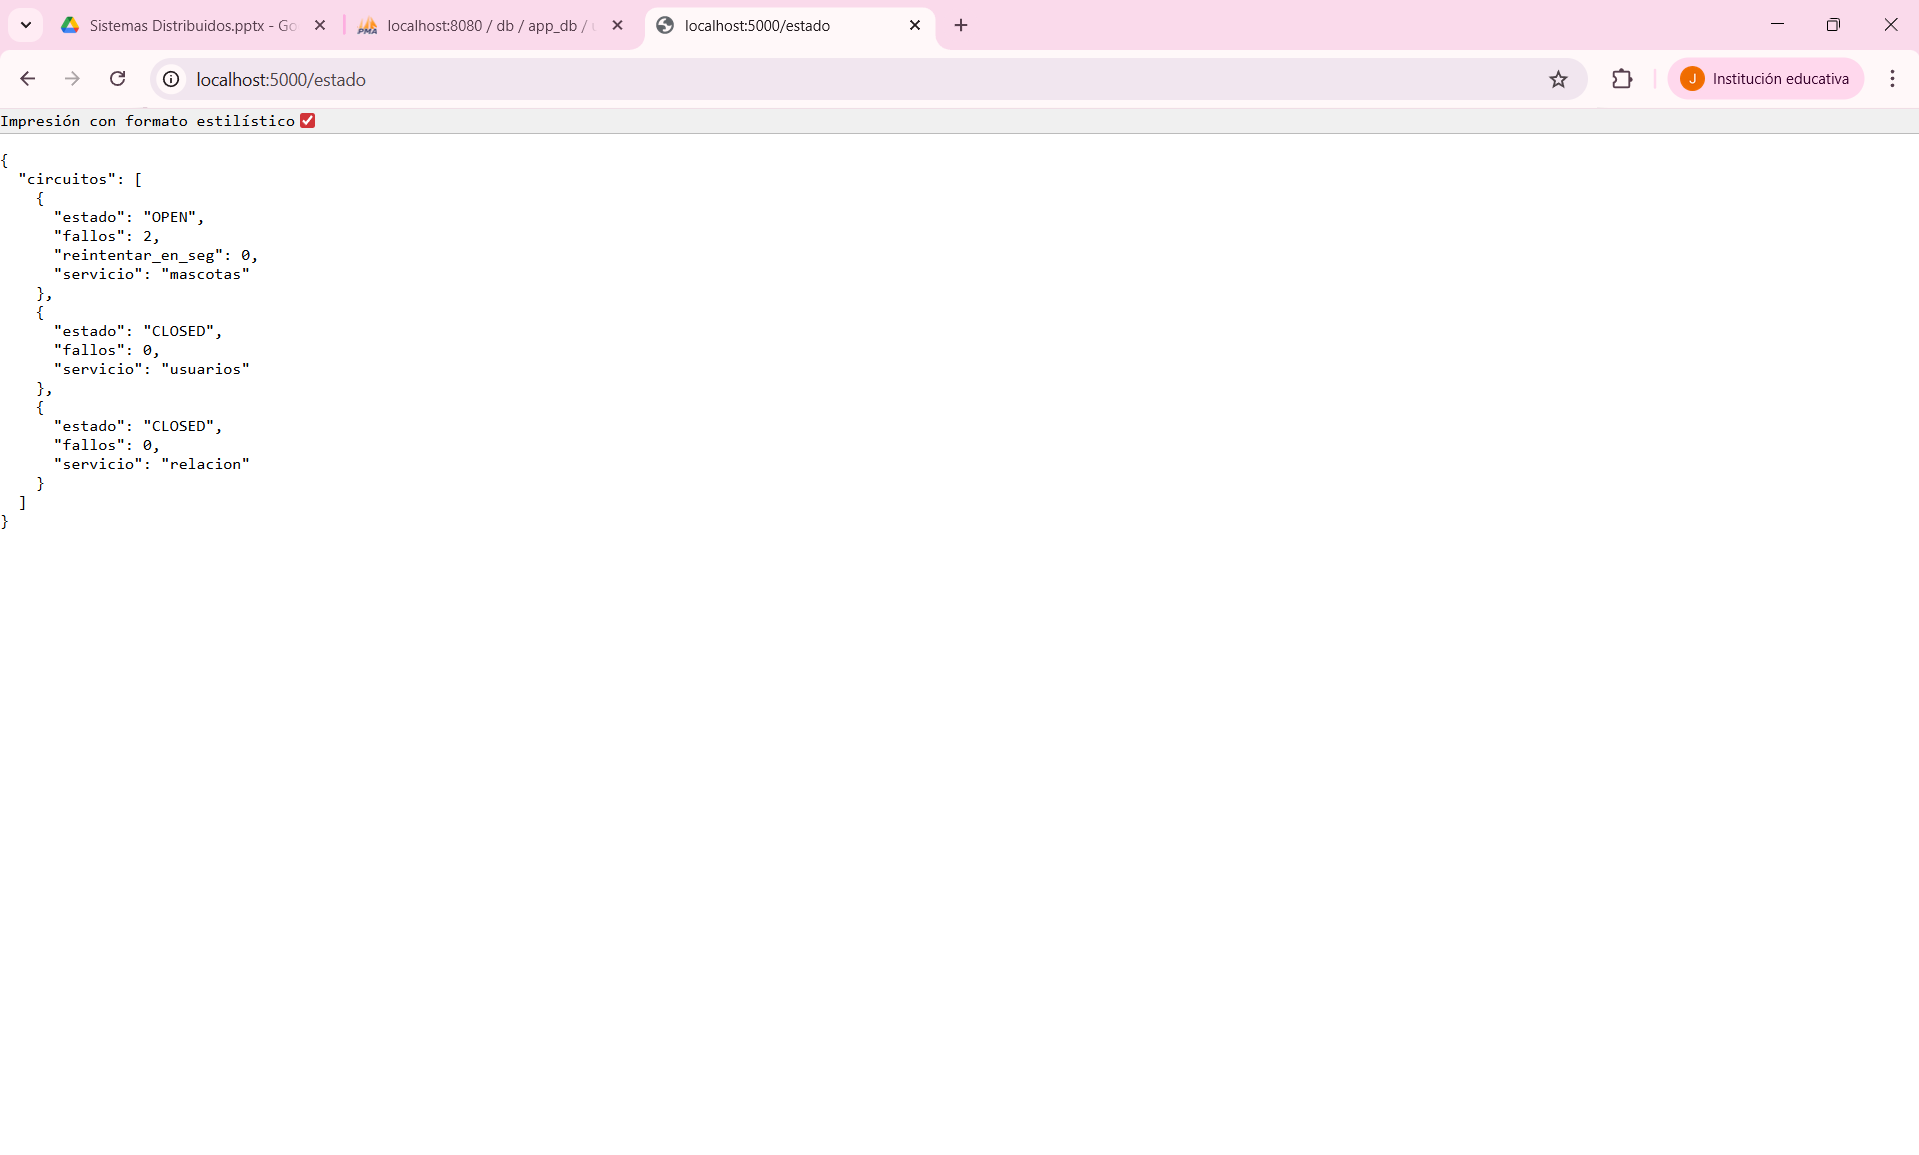 Sistemas Distribuidos.pptx - Go
localhost:8080 / db / app_db / u
localhost:5000/estado
localhost:5000/estado
J Institución educativa
Impresión con formato estilístico
{
  "circuitos": [
    {
      "estado": "OPEN",
      "fallos": 2,
      "reintentar_en_seg": 0,
      "servicio": "mascotas"
    },
    {
      "estado": "CLOSED",
      "fallos": 0,
      "servicio": "usuarios"
    },
    {
      "estado": "CLOSED",
      "fallos": 0,
      "servicio": "relacion"
    }
  ]
}